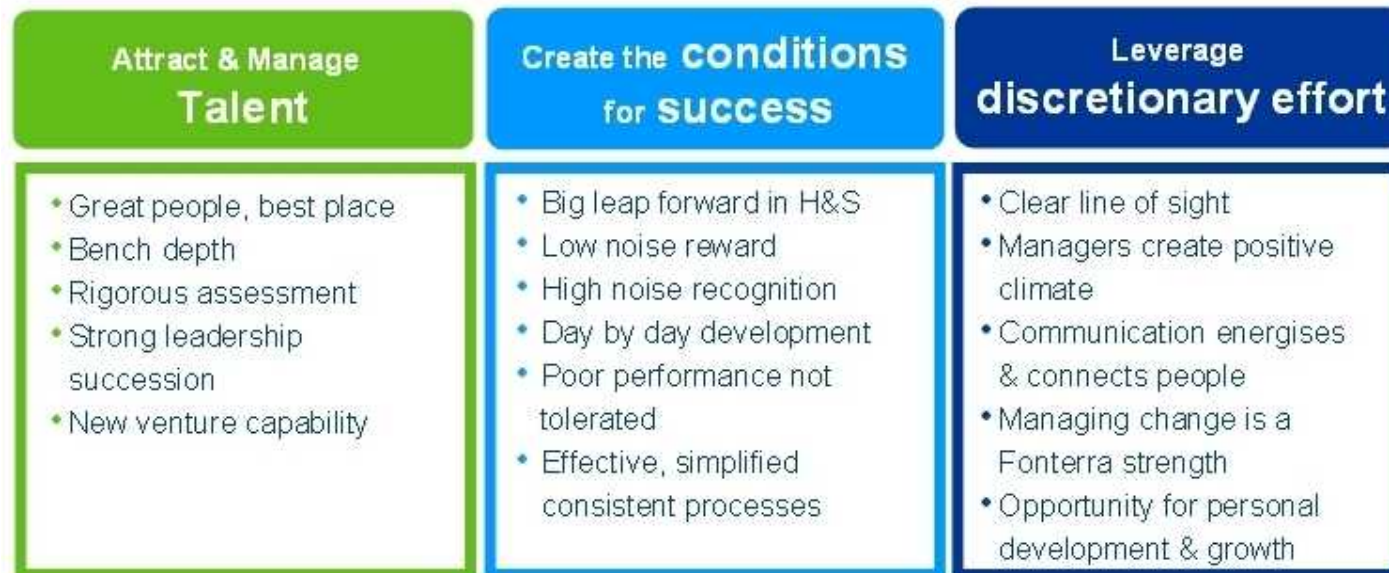 Attract & Manage
Talent
• Great people, best place
• Bench depth
• Rigorous assessment
• Strong leadership
succession
• New venture capability
Create the conditions
for success
• Big leap forward in H&S
• Low noise reward
• High noise recognition
• Day by day development
• Poor performance not
tolerated
• Effective, simplified
consistent processes
Leverage
discretionary effort
• Clear line of sight
• Managers create positive
climate
• Communication energises
& connects people
• Managing change is a
Fonterra strength
• Opportunity for personal
development & growth